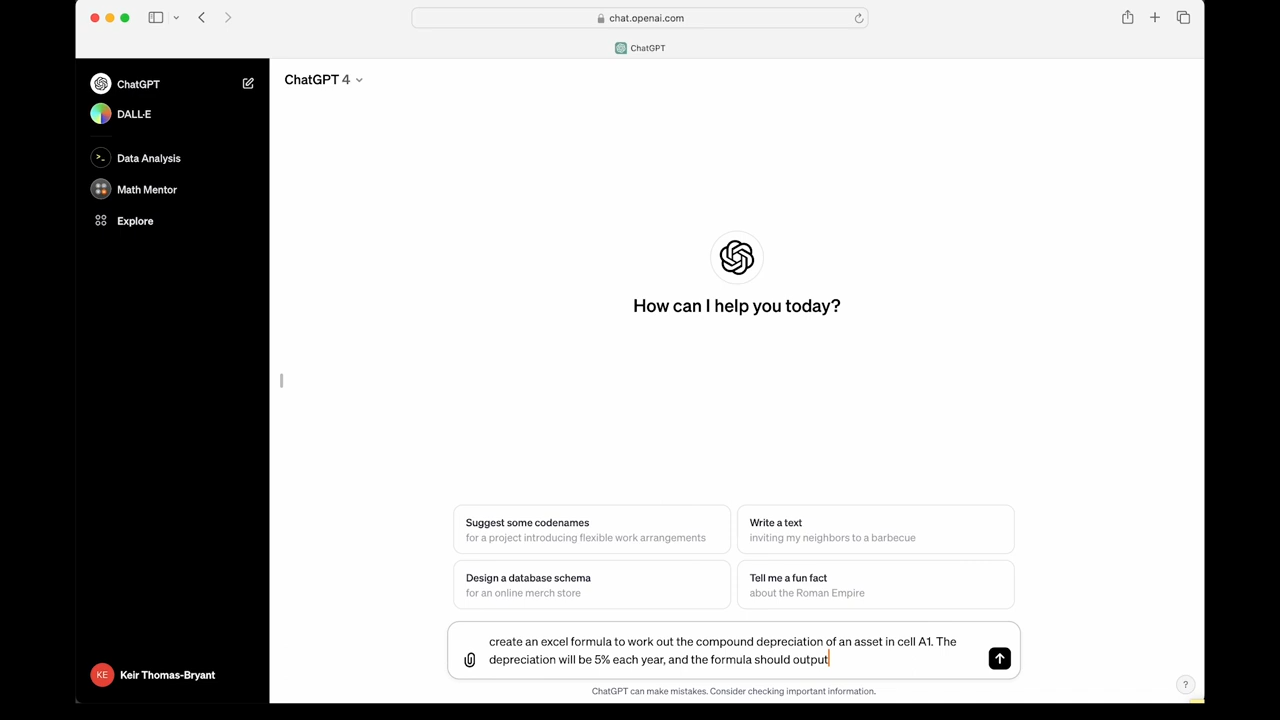 chat.openai.com
ChatGPT
ChatGPT
DALL·E
Data Analysis
Math Mentor
Explore
ChatGPT 4
How can I help you today?
Suggest some codenames
for a project introducing flexible work arrangements
Write a text
inviting my neighbors to a barbecue
Design a database schema
for an online merch store
Tell me a fun fact
about the Roman Empire
create an excel formula to work out the compound depreciation of an asset in cell A1. The
depreciation will be 5% each year, and the formula should output
ChatGPT can make mistakes. Consider checking important information.
KE
Keir Thomas-Bryant
?